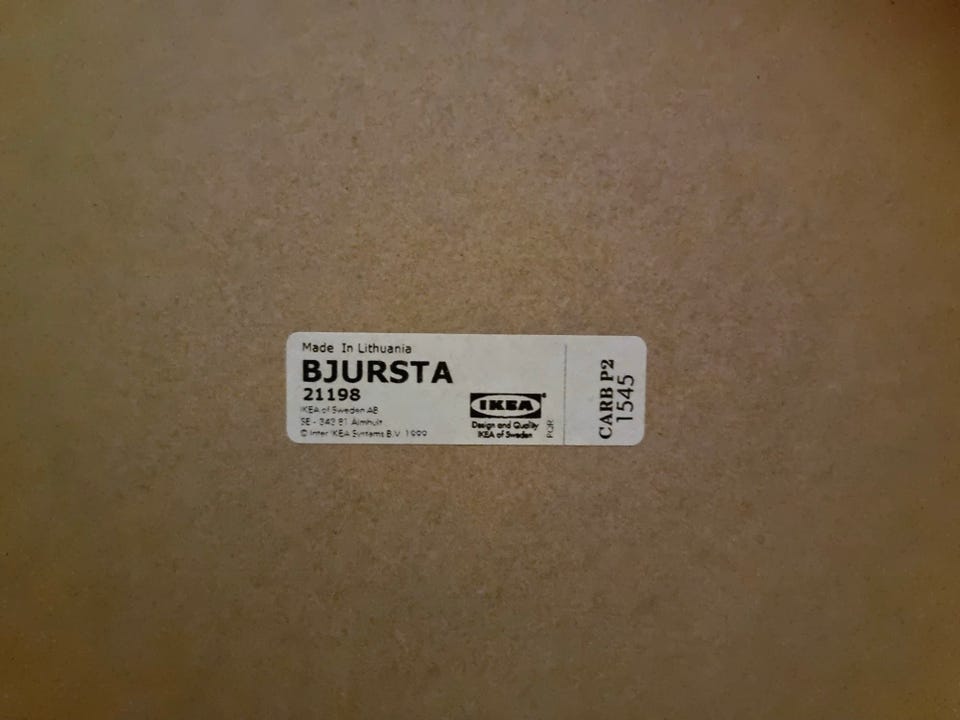 Made In Lithuania
BJURSTA
21198
IKEA of Sweden AB
SE - 343 81 Älmhult
© Inter IKEA Systems B.V. 1999
IKEA®
Design and Quality
IKEA of Sweden
PQR
CARB P2
1545